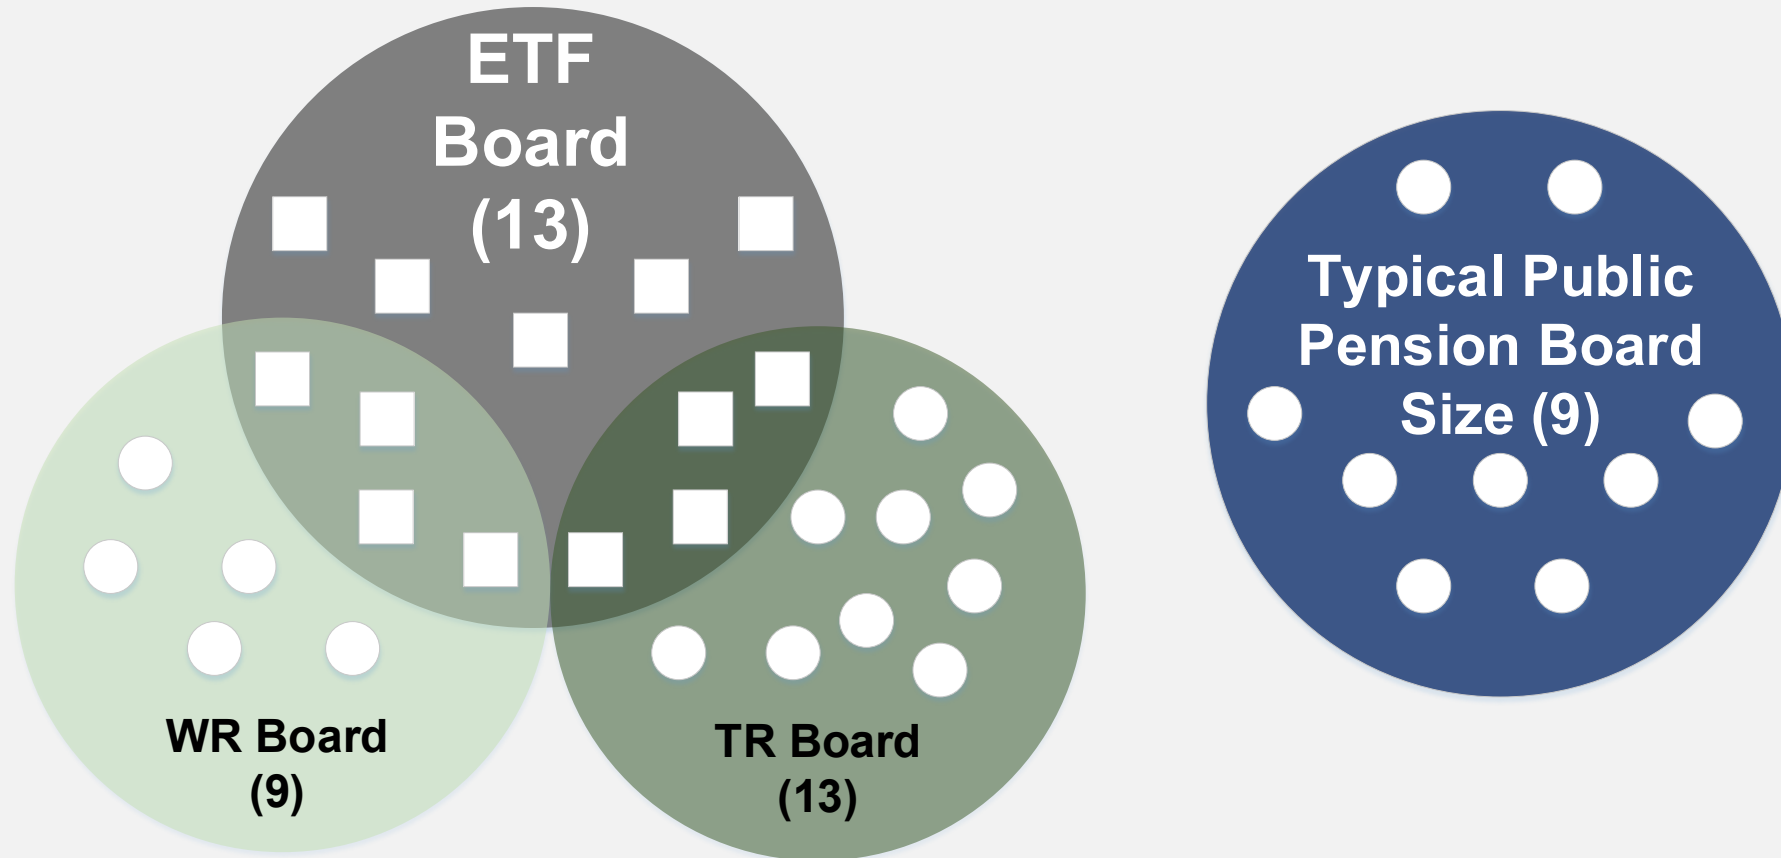 ETF
Board
(13)
Typical Public
Pension Board
Size (9)
WR Board
(9)
TR Board
(13)